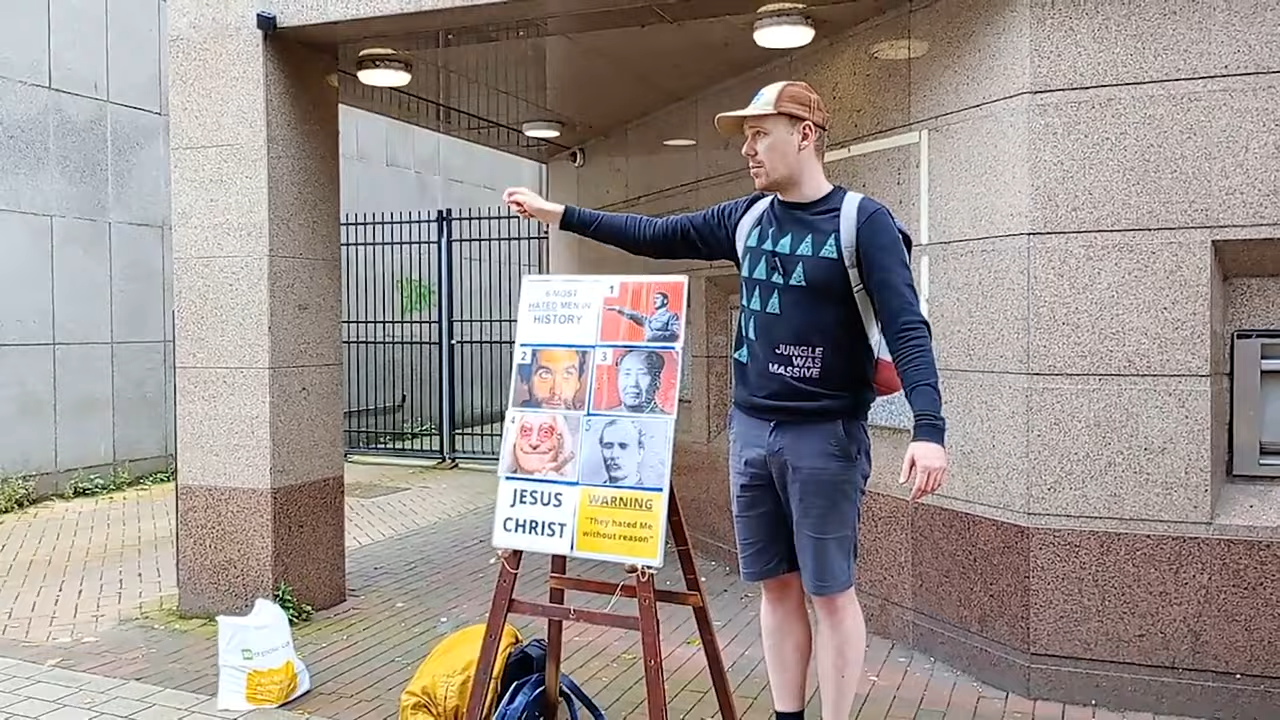 6 MOST
HATED MEN IN
HISTORY
1
2
3
4
5
JESUS
CHRIST
WARNING
"They hated Me
without reason"
JUNGLE
WAS
MASSIVE